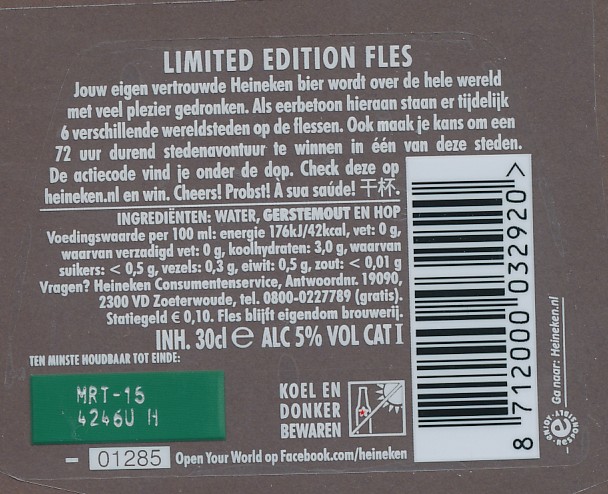 LIMITED EDITION FLES
Jouw eigen vertrouwde Heineken bier wordt over de hele wereld
met veel plezier gedronken. Als eerbetoon hieraan staan er tijdelijk
6 verschillende wereldsteden op de flessen. Ook maak je kans om een
72 uur durend stedenavontuur te winnen in één van deze steden.
De actiecode vind je onder de dop. Check deze op
heineken.nl en win. Cheers! Probst! À sua saúde! 干杯.
INGREDIËNTEN: WATER, GERSTEMOUT EN HOP
Voedingswaarde per 100 ml: energie 176kJ/42kcal, vet: 0 g,
waarvan verzadigd vet: 0 g, koolhydraten: 3,0 g, waarvan
suikers: < 0,5 g, vezels: 0,3 g, eiwit: 0,5 g, zout: < 0,01 g
Vragen? Heineken Consumentenservice, Antwoordnr. 19090,
2300 VD Zoeterwoude, tel. 0800-0227789 (gratis).
Statiegeld € 0,10. Fles blijft eigendom brouwerij.
INH. 30cl e ALC 5% VOL CAT I
TEN MINSTE HOUDBAAR TOT EINDE:
MRT-15
4246U H
KOEL EN
DONKER
BEWAREN
01285
Open Your World op Facebook.com/heineken
8 712000 032920 >
Ga naar: Heineken.nl
ENJOY
RESPONSIBLY